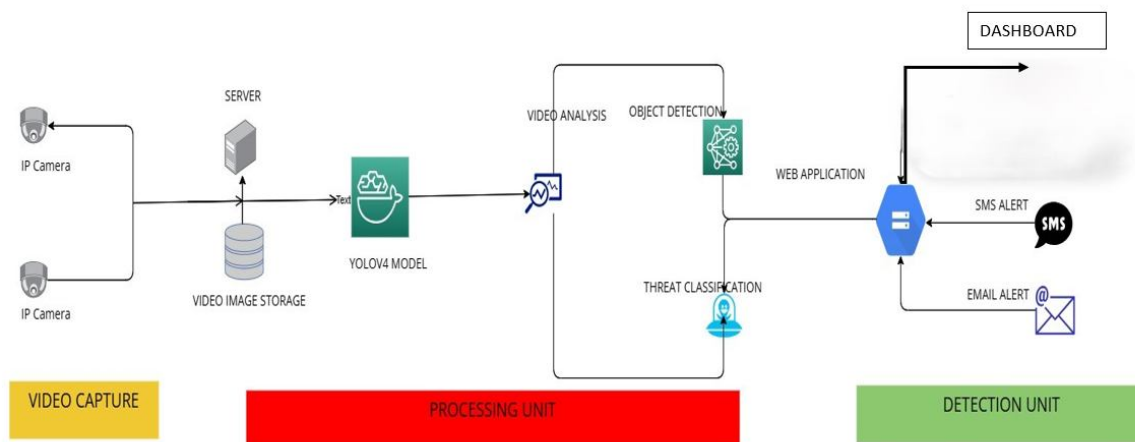 DASHBOARD
SERVER
VIDEO ANALYSIS
OBJECT DETECTION
IP Camera
WEB APPLICATION
Text
SMS ALERT
SMS
YOLOV4 MODEL
VIDEO IMAGE STORAGE
THREAT CLASSIFICATION
EMAIL ALERT
@
IP Camera
VIDEO CAPTURE
PROCESSING UNIT
DETECTION UNIT